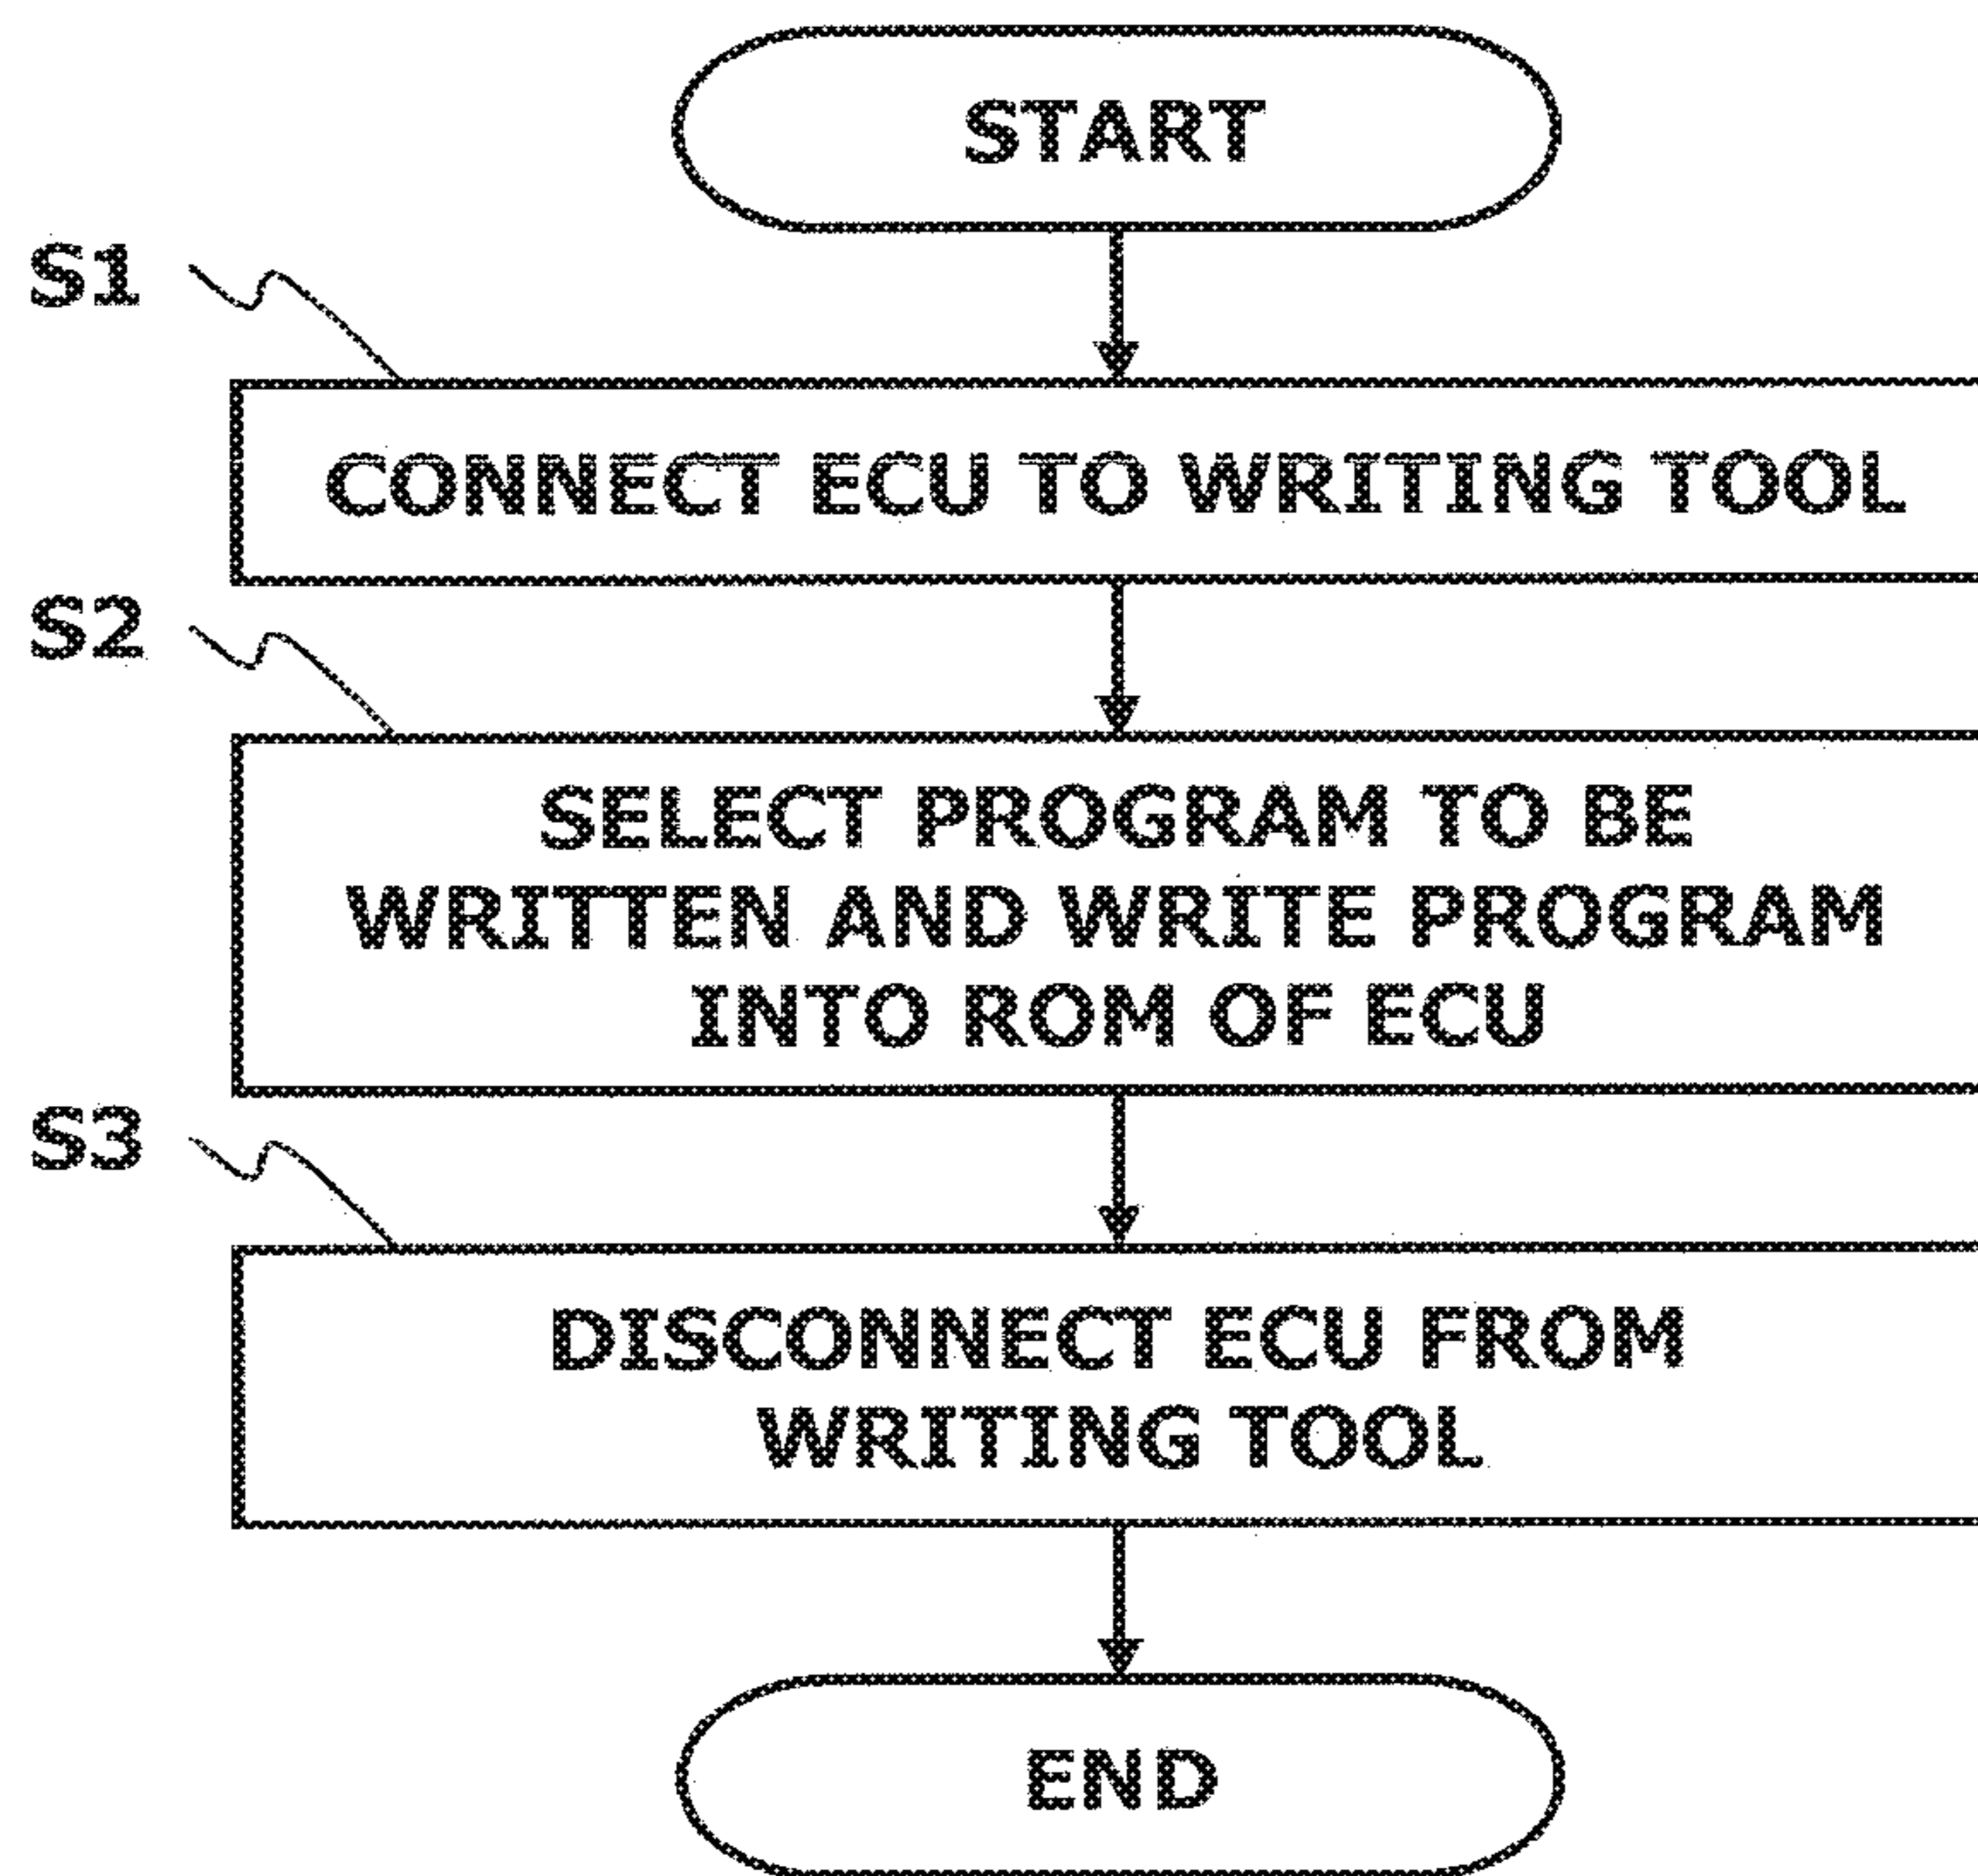 START
S1
CONNECT ECU TO WRITING TOOL
S2
SELECT PROGRAM TO BE
WRITTEN AND WRITE PROGRAM
INTO ROM OF ECU
S3
DISCONNECT ECU FROM
WRITING TOOL
END